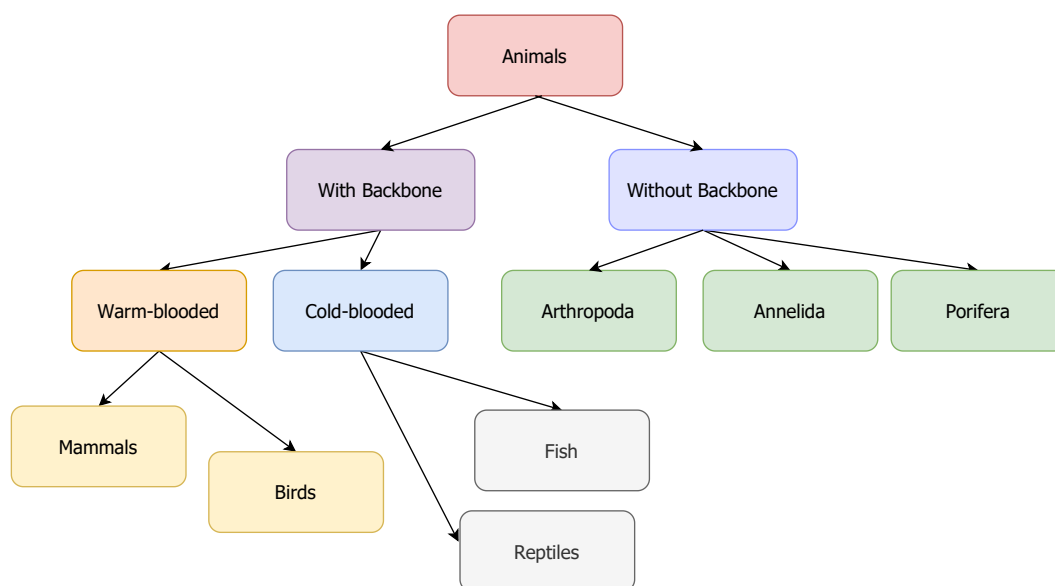 Animals
With Backbone
Without Backbone
Warm-blooded
Cold-blooded
Arthropoda
Annelida
Porifera
Mammals
Birds
Fish
Reptiles